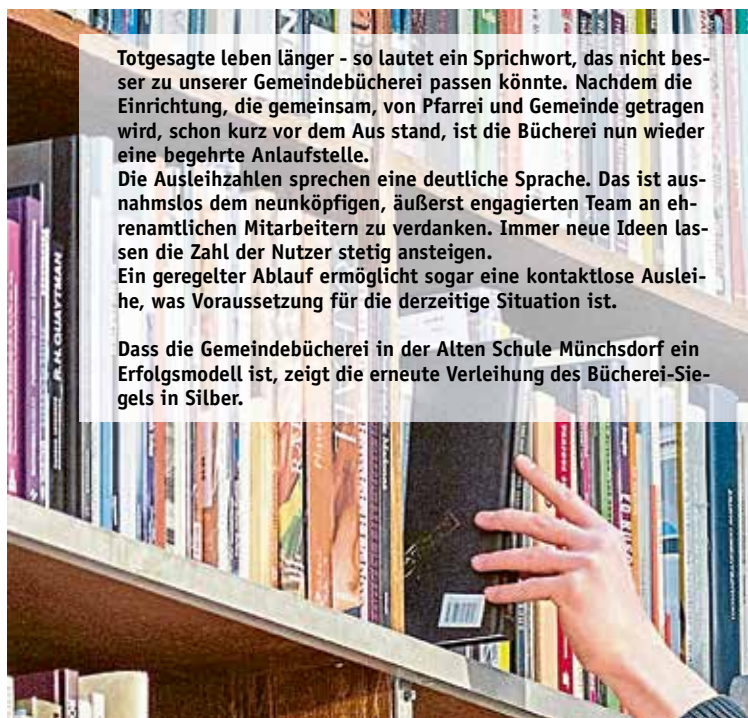 Totgesagte leben länger - so lautet ein Sprichwort, das nicht bes-
ser zu unserer Gemeindebücherei passen könnte. Nachdem die
Einrichtung, die gemeinsam, von Pfarrei und Gemeinde getragen
wird, schon kurz vor dem Aus stand, ist die Bücherei nun wieder
eine begehrte Anlaufstelle.
Die Ausleihzahlen sprechen eine deutliche Sprache. Das ist aus-
nahmslos dem neunköpfigen, äußerst engagierten Team an eh-
renamtlichen Mitarbeitern zu verdanken. Immer neue Ideen las-
sen die Zahl der Nutzer stetig ansteigen.
Ein geregelter Ablauf ermöglicht sogar eine kontaktlose Auslei-
he, was Voraussetzung für die derzeitige Situation ist.
Dass die Gemeindebücherei in der Alten Schule Münchsdorf ein
Erfolgsmodell ist, zeigt die erneute Verleihung des Bücherei-Sie-
gels in Silber.
R.H. QUAYTMAN